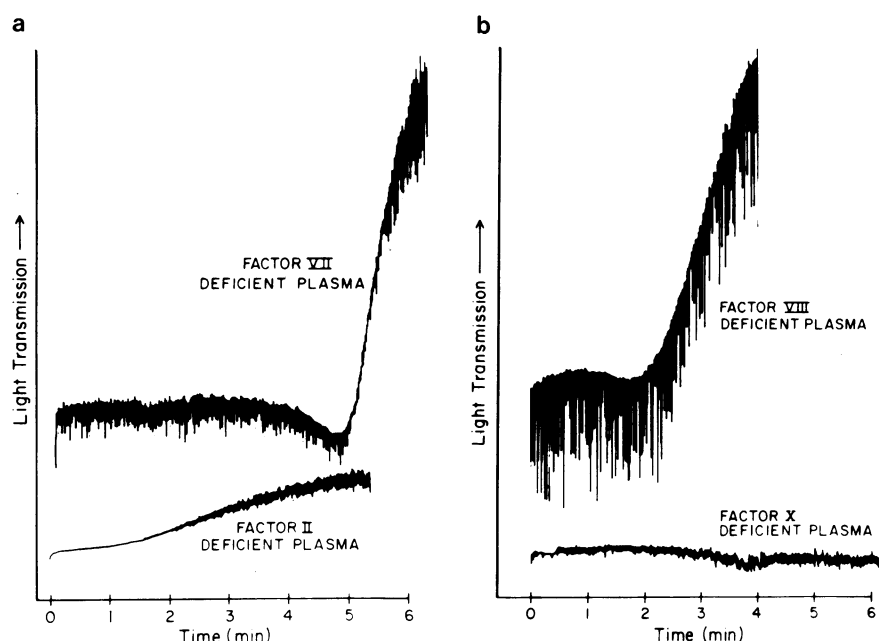 a
Light Transmission →
FACTOR VII
DEFICIENT PLASMA
FACTOR II
DEFICIENT PLASMA
0 1 2 3 4 5 6
Time (min)
b
Light Transmission →
FACTOR VIII
DEFICIENT PLASMA
FACTOR X
DEFICIENT PLASMA
0 1 2 3 4 5 6
Time (min)